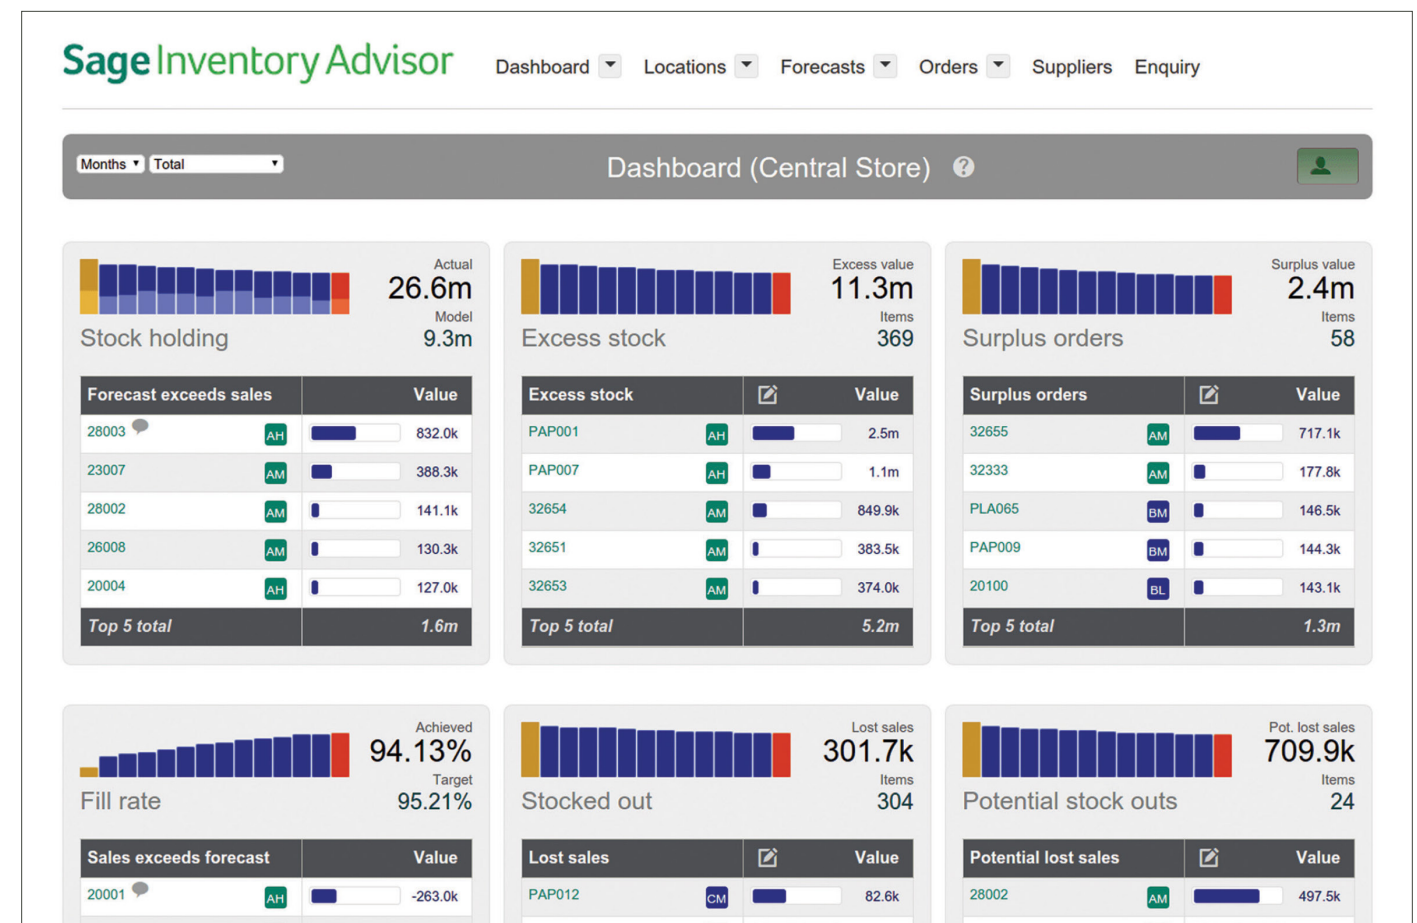 Sage Inventory Advisor
Dashboard Locations Forecasts Orders Suppliers Enquiry
Months Total Dashboard (Central Store) ?
Actual
26.6m
Model
Stock holding 9.3m
Forecast exceeds sales Value
28003 AH 832.0k
23007 AM 388.3k
28002 AM 141.1k
26008 AM 130.3k
20004 AH 127.0k
Top 5 total 1.6m
Excess value
11.3m
Items
Excess stock 369
Excess stock Value
PAP001 AH 2.5m
PAP007 AH 1.1m
32654 AM 849.9k
32651 AM 383.5k
32653 AM 374.0k
Top 5 total 5.2m
Surplus value
2.4m
Items
Surplus orders 58
Surplus orders Value
32655 AM 717.1k
32333 AM 177.8k
PLA065 BM 146.5k
PAP009 BM 144.3k
20100 BL 143.1k
Top 5 total 1.3m
Achieved
94.13%
Target
Fill rate 95.21%
Sales exceeds forecast Value
20001 AH -263.0k
Lost sales
301.7k
Items
Stocked out 304
Lost sales Value
PAP012 CM 82.6k
Pot. lost sales
709.9k
Items
Potential stock outs 24
Potential lost sales Value
28002 AM 497.5k